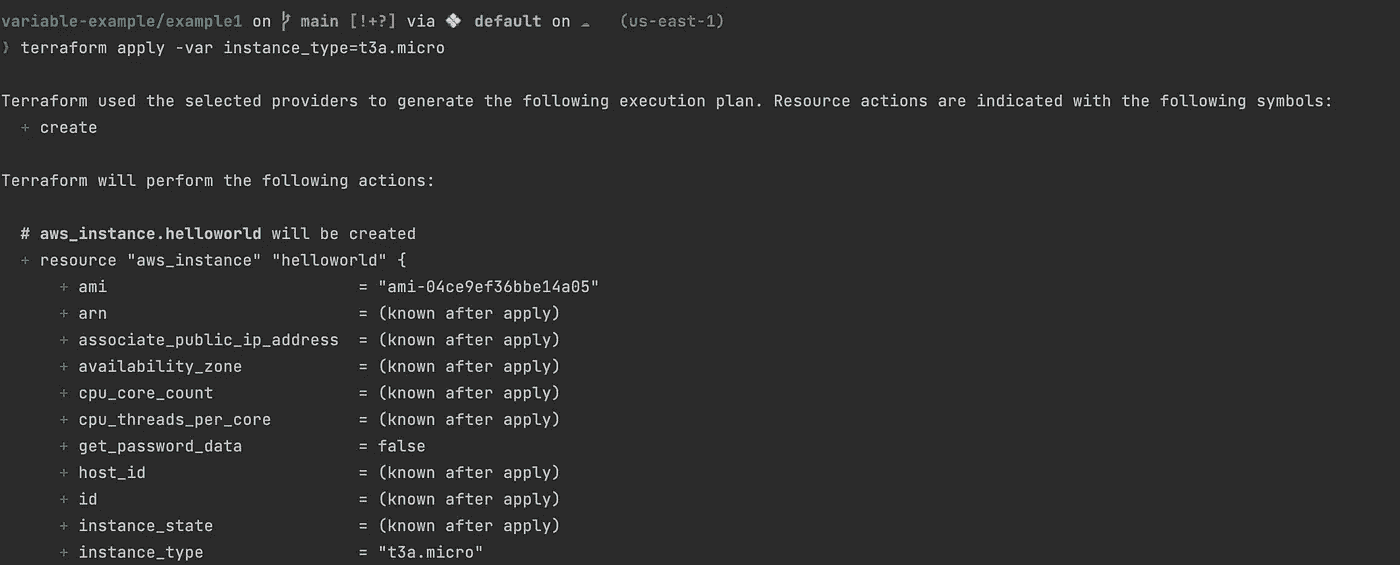 variable-example/example1 on main [!+?] via default on (us-east-1)
❯ terraform apply -var instance_type=t3a.micro
Terraform used the selected providers to generate the following execution plan. Resource actions are indicated with the following symbols:
+ create
Terraform will perform the following actions:
# aws_instance.helloworld will be created
+ resource "aws_instance" "helloworld" {
+ ami = "ami-04ce9ef36bbe14a05"
+ arn = (known after apply)
+ associate_public_ip_address = (known after apply)
+ availability_zone = (known after apply)
+ cpu_core_count = (known after apply)
+ cpu_threads_per_core = (known after apply)
+ get_password_data = false
+ host_id = (known after apply)
+ id = (known after apply)
+ instance_state = (known after apply)
+ instance_type = "t3a.micro"